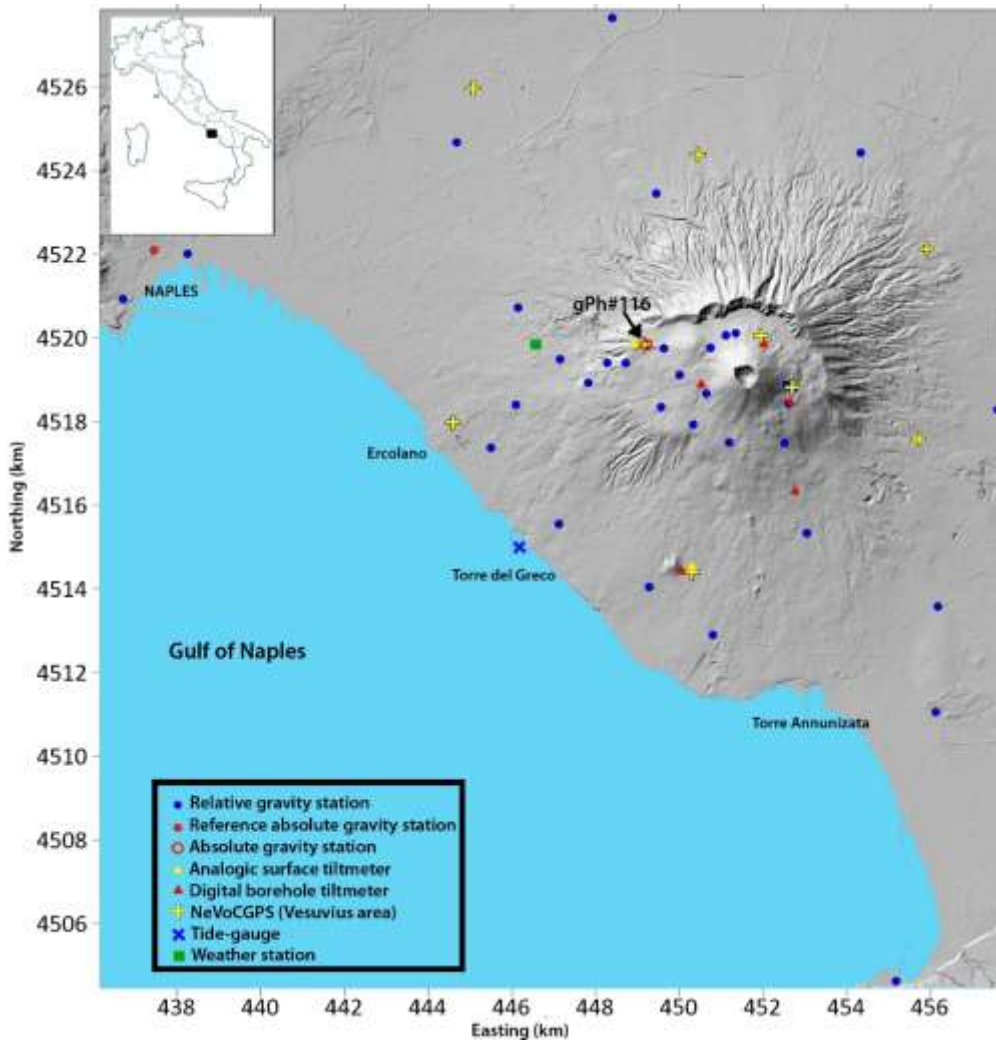 4526
4524
4522
4520
4518
4516
4514
4512
4510
4508
4506
Northing (km)
NAPLES
gPh#116
Ercolano
Torre del Greco
Gulf of Naples
Torre Annunizata
Relative gravity station
Reference absolute gravity station
Absolute gravity station
Analogic surface tiltmeter
Digital borehole tiltmeter
NeVoCGPS (Vesuvius area)
Tide-gauge
Weather station
438 440 442 444 446 448 450 452 454 456
Easting (km)